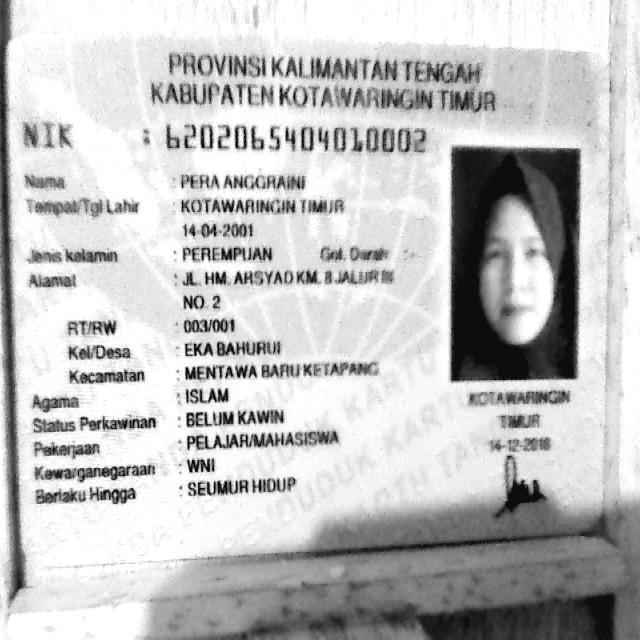 PROVINSI KALIMANTAN TENGAH
KABUPATEN KOTAWARINGIN TIMUR
NIK : 6202065404010002
Nama : PERA ANGGRAINI
Tempat/Tgl Lahir : KOTAWARINGIN TIMUR
14-04-2001
Jenis kelamin : PEREMPUAN Gol. Darah :-
Alamat : JL. HM. ARSYAD KM. 8 JALUR III
NO. 2
RT/RW : 003/001
Kel/Desa : EKA BAHURUI
Kecamatan : MENTAWA BARU KETAPANG
Agama : ISLAM
Status Perkawinan : BELUM KAWIN
Pekerjaan : PELAJAR/MAHASISWA
Kewarganegaraan : WNI
Berlaku Hingga : SEUMUR HIDUP
KOTAWARINGIN
TIMUR
14-12-2018